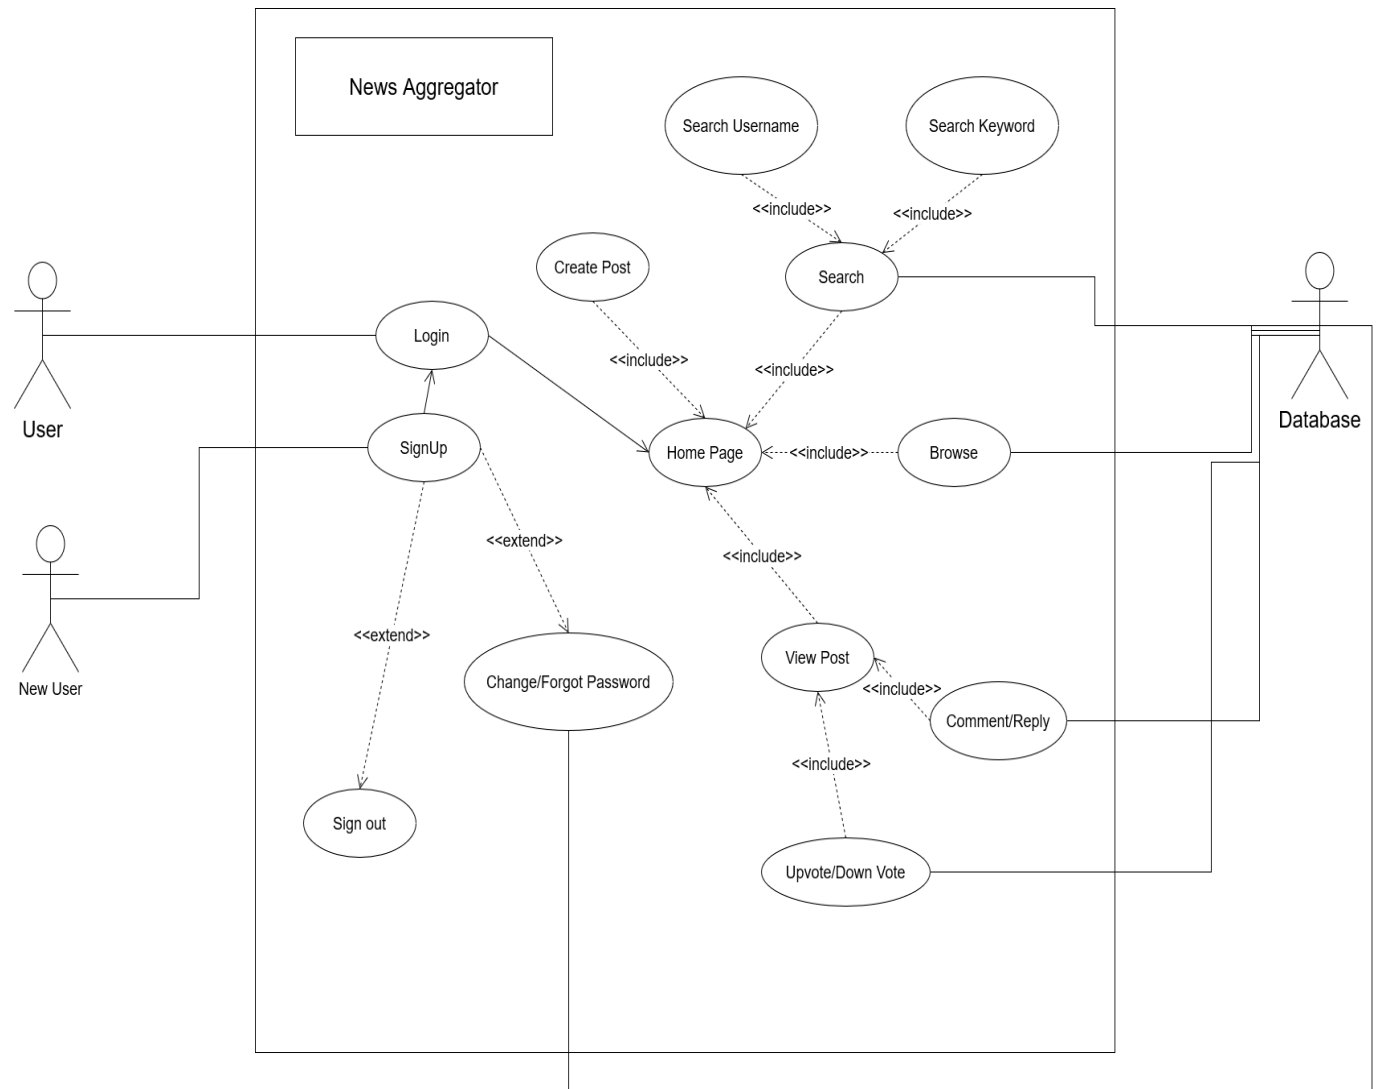 News Aggregator
Search Username
Search Keyword
<<include>>
<<include>>
Create Post
Search
Login
<<include>>
<<include>>
User
Database
SignUp
Home Page
<<include>>
Browse
<<extend>>
<<include>>
<<extend>>
View Post
New User
Change/Forgot Password
<<include>>
Comment/Reply
<<include>>
Sign out
Upvote/Down Vote